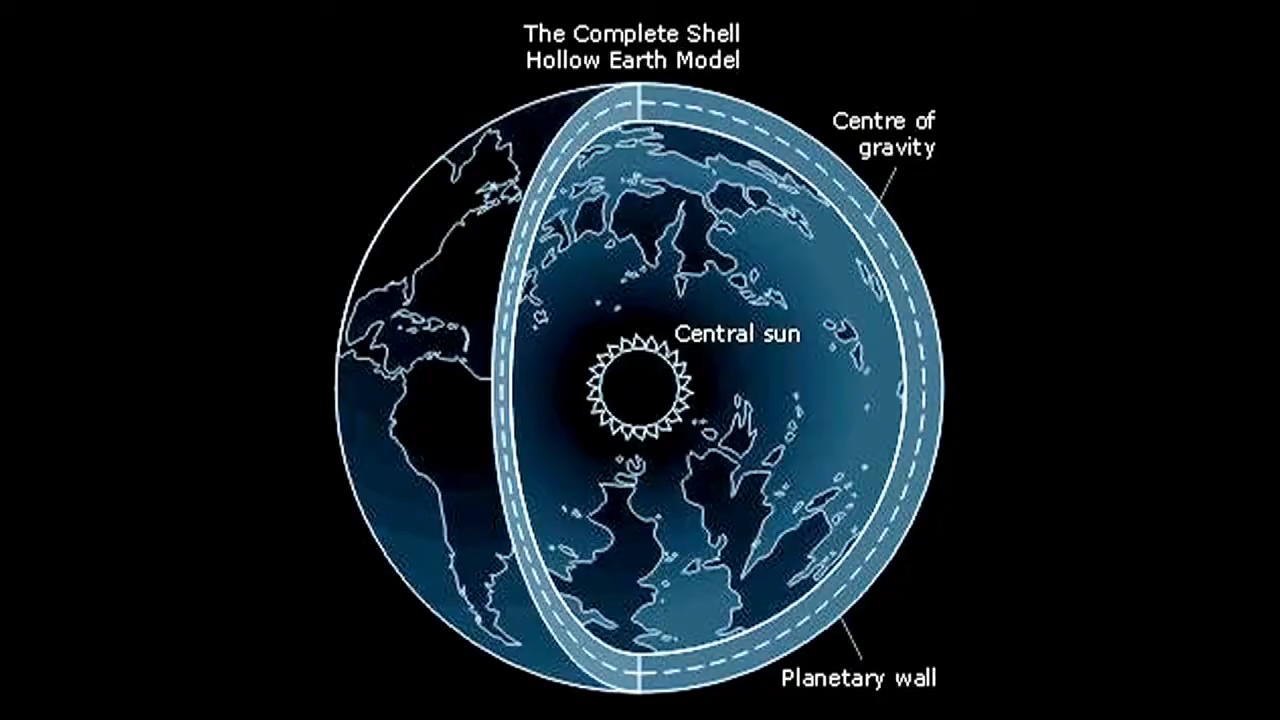 The Complete Shell
Hollow Earth Model
Centre of
gravity
Central sun
Planetary wall